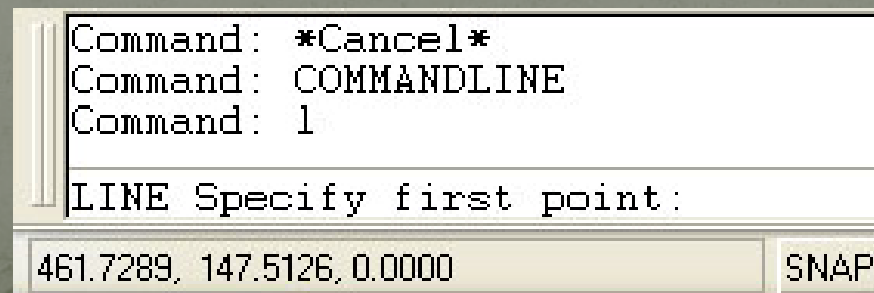 Command: *Cancel*
Command: COMMANDLINE
Command: l
LINE Specify first point:
461.7289, 147.5126, 0.0000 SNAP